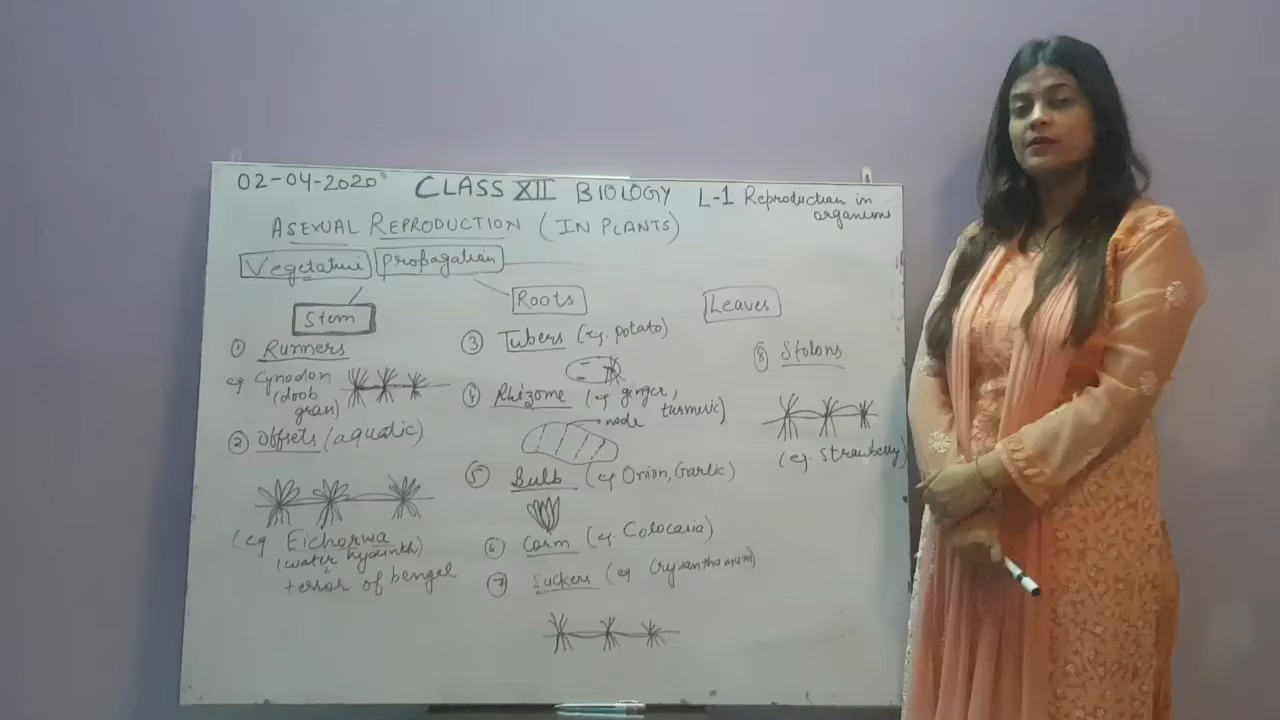 02-04-2020
CLASS XII BIOLOGY L-1 Reproduction in
organism
ASEXUAL REPRODUCTION (IN PLANTS)
Vegetative Propagation
Stem
Roots
Leaves
① Runners
eg Cynodon
(doob
grass)
② Offsets (aquatic)
(eg Eichorwa
(water hyacinth)
terror of bengal
③ Tubers (eg. potato)
④ Rhizome (eg ginger,
turmeric)
node
⑤ Bulb (eg Onion, Garlic)
⑥ Corm (eg. Colocasia)
⑦ Suckers (eg Crysanthamum)
⑧ Stolons
(eg. Strawberry)